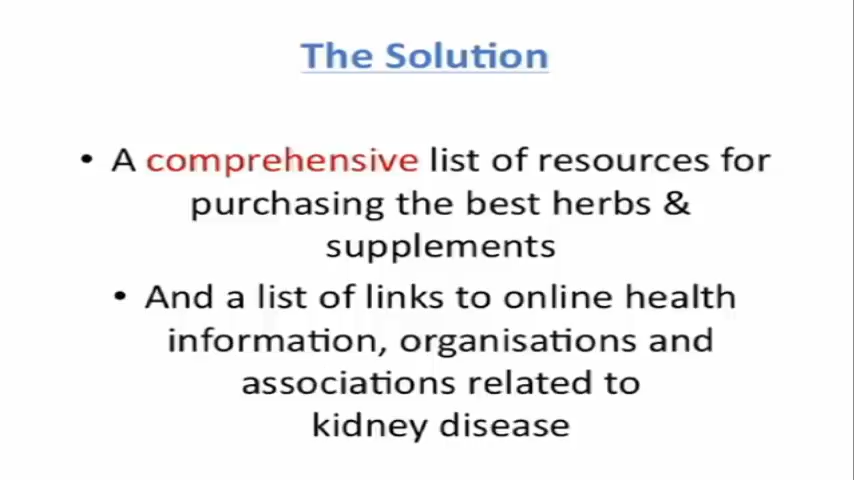 The Solution
• A comprehensive list of resources for
purchasing the best herbs &
supplements
• And a list of links to online health
information, organisations and
associations related to
kidney disease